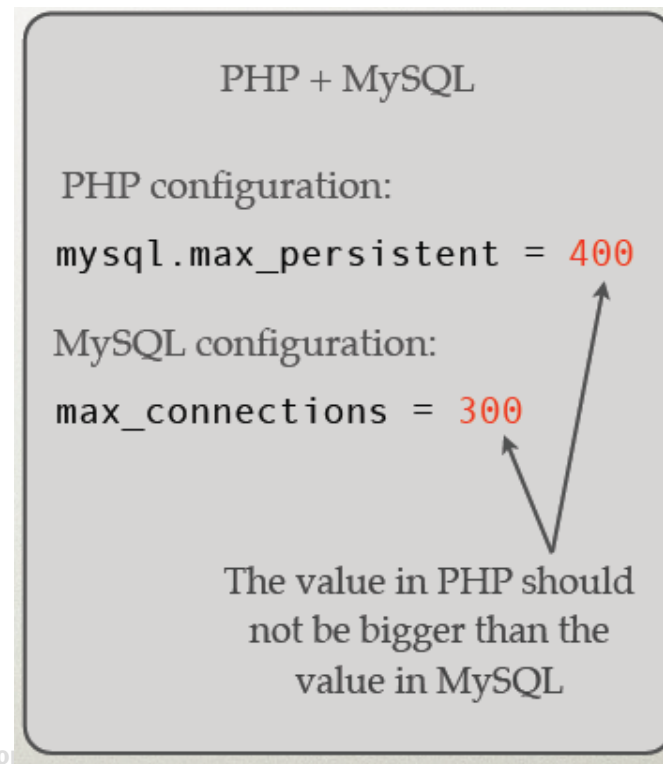 PHP + MySQL
PHP configuration:
mysql.max_persistent = 400
MySQL configuration:
max_connections = 300
The value in PHP should
not be bigger than the
value in MySQL